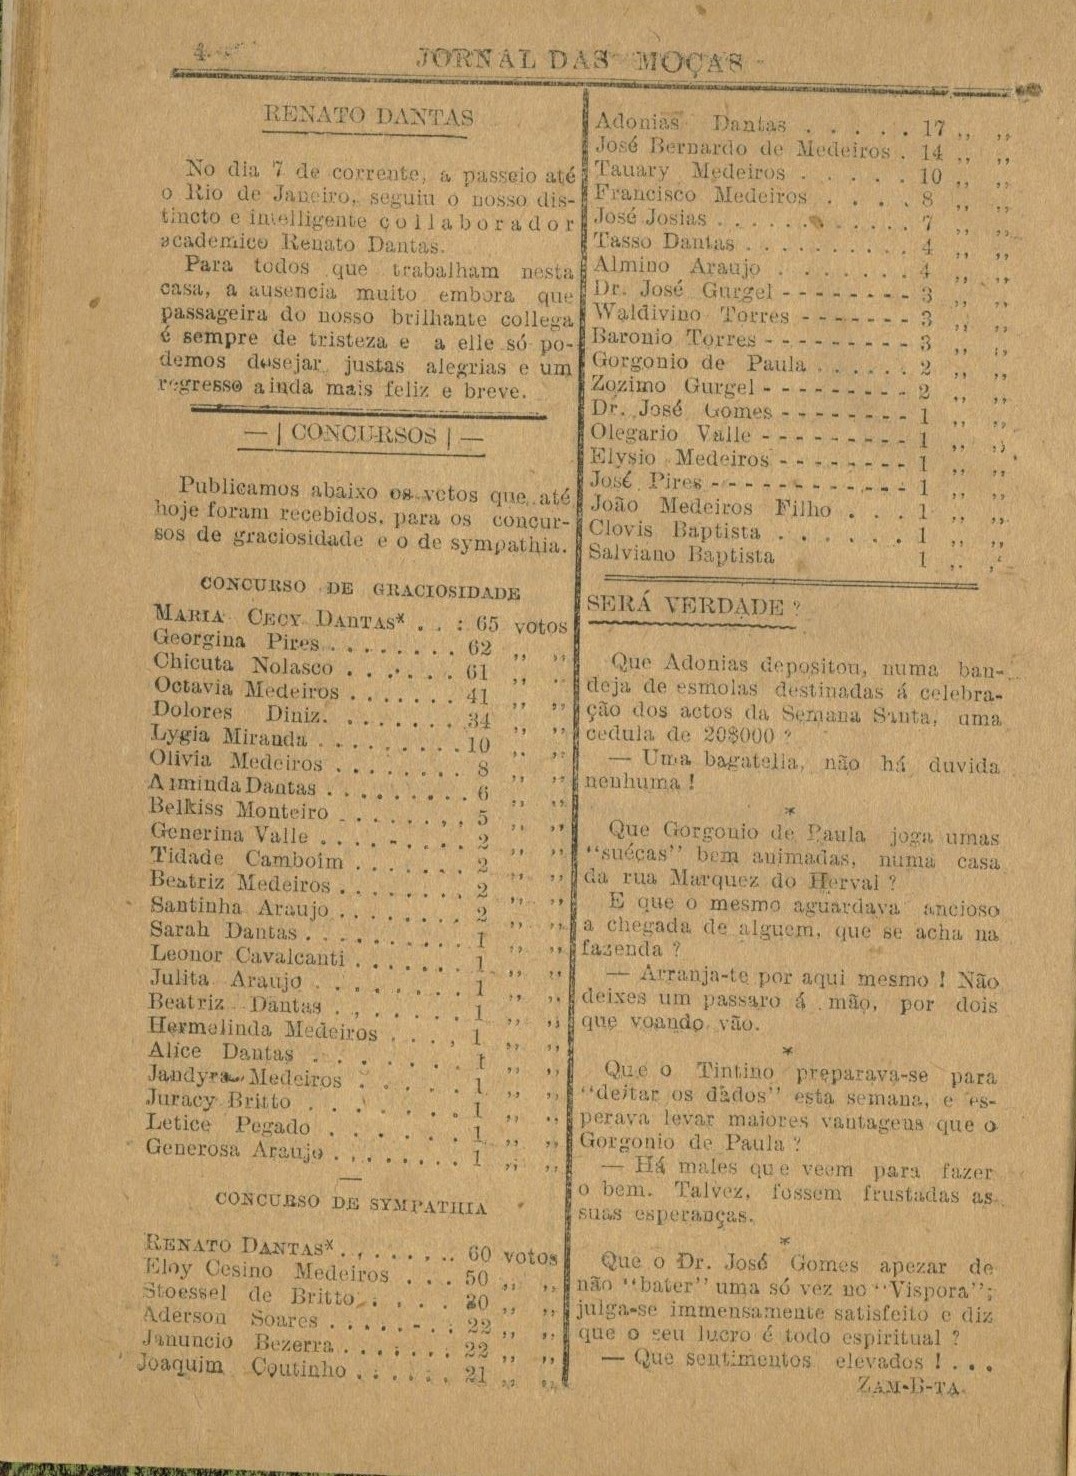 4
JORNAL DAS MOÇAS
RENATO DANTAS
No dia 7 de corrente, a passeio até
o Rio de Janeiro, seguiu o nosso dis-
tincto e intelligente collaborador
academico Renato Dantas.
Para todos que trabalham nesta
casa, a ausencia muito embora que
passageira do nosso brilhante collega
é sempre de tristeza e a elle só po-
demos desejar justas alegrias e um
regresso ainda mais feliz e breve.
— | CONCURSOS | —
Publicamos abaixo os votos que até
hoje foram recebidos, para os concur-
sos de graciosidade e o de sympathia.
CONCURSO DE GRACIOSIDADE
MARIA CECY DANTAS* . . : 65 votos
Georgina Pires. . . . . . . . . 62 ,, ,,
Chicuta Nolasco . . . . . . . 61 ,, ,,
Octavia Medeiros . . . . . . . 41 ,, ,,
Dolores Diniz. . . . . . . . . 34 ,, ,,
Lygia Miranda . . . . . . . . . 10 ,, ,,
Olivia Medeiros . . . . . . . . 8 ,, ,,
Arminda Dantas . . . . . . . . . 6 ,, ,,
Belkiss Monteiro . . . . . . . . 5 ,, ,,
Generina Valle . . . . . . . . . 2 ,, ,,
Tidade Camboim . . . . . . . 2 ,, ,,
Beatriz Medeiros . . . . . . . . 2 ,, ,,
Santinha Araujo . . . . . . . . 2 ,, ,,
Sarah Dantas . . . . . . . . . . 1 ,, ,,
Leonor Cavalcanti . . . . . . . 1 ,, ,,
Julita Araujo . . . . . . . . . 1 ,, ,,
Beatriz Dantas . . . . . . . . 1 ,, ,,
Hermelinda Medeiros . . . . , 1 ,, ,,
Alice Dantas . . . . . . . . . 1 ,, ,,
Jandyra Medeiros . . . . . . 1 ,, ,,
Juracy Britto . . . . . . . . . 1 ,, ,,
Letice Pegado . . . . . . . . 1 ,, ,,
Generosa Araujo . . . . . . . . 1 ,, ,,
CONCURSO DE SYMPATHIA
RENATO DANTAS* . . . . . . . . 60 votos
Eloy Cesino Medeiros . . . 50 ,, ,,
Stoessel de Britto . . . . . 30 ,, ,,
Aderson Soares . . . . . . . . 22 ,, ,,
Januncio Bezerra . . . . . . . 22 ,, ,,
Joaquim Coutinho . . . . . . . 21 ,, ,,
Adonias Dantas . . . . . . 17 ,, ,,
José Bernardo de Medeiros . 14 ,, ,,
Tauary Medeiros . . . . . . 10 ,, ,,
Francisco Medeiros . . . . 8 ,, ,,
José Josias . . . . . . . . . . . 7 ,, ,,
Tasso Dantas . . . . . . . . . 4 ,, ,,
Almino Araujo . . . . . . . . 4 ,, ,,
Dr. José Gurgel - - - - - - - - 3 ,, ,,
Waldivino Torres - - - - - - - 3 ,, ,,
Baronio Torres - - - - - - - - - 3 ,, ,,
Gorgonio de Paula . . . . . . 2 ,, ,,
Zozimo Gurgel - - - - - - - - - 2 ,, ,,
Dr. José Gomes - - - - - - - - 1 ,, ,,
Olegario Valle - - - - - - - - - 1 ,, ,,
Elysio Medeiros - - - - - - - - 1 ,, ,,
José Pires - - - - - - - - - - - - 1 ,, ,,
João Medeiros Filho . . . . 1 ,, ,,
Clovis Baptista . . . . . . . 1 ,, ,,
Salviano Baptista 1 ,, ,,
SERÁ VERDADE ?
Que Adonias depositou, numa ban-
deja de esmolas destinadas á celebra-
ção dos actos da Semana Santa, uma
cedula de 20$000 ?
— Uma bagatella, não há duvida
nenhuma !
*
Que Gorgonio de Paula joga umas
"suécas" bem animadas, numa casa
da rua Marquez do Herval ?
E que o mesmo aguardava ancioso
a chegada de alguem, que se acha na
fazenda ?
— Arranja-te por aqui mesmo ! Não
deixes um passaro á mão, por dois
que voando vão.
*
Que o Tintino preparava-se para
"deitar os dados" esta semana, e es-
perava levar maiores vantagens que o
Gorgonio de Paula ?
— Há males que veem para fazer
o bem. Talvez, fossem frustadas as
suas esperanças.
*
Que o Dr. José Gomes apezar de
não "bater" uma só vez no "Vispora";
julga-se immensamente satisfeito e diz
que o seu lucro é todo espiritual ?
— Que sentimentos elevados ! . . .
ZAM-B-TA.